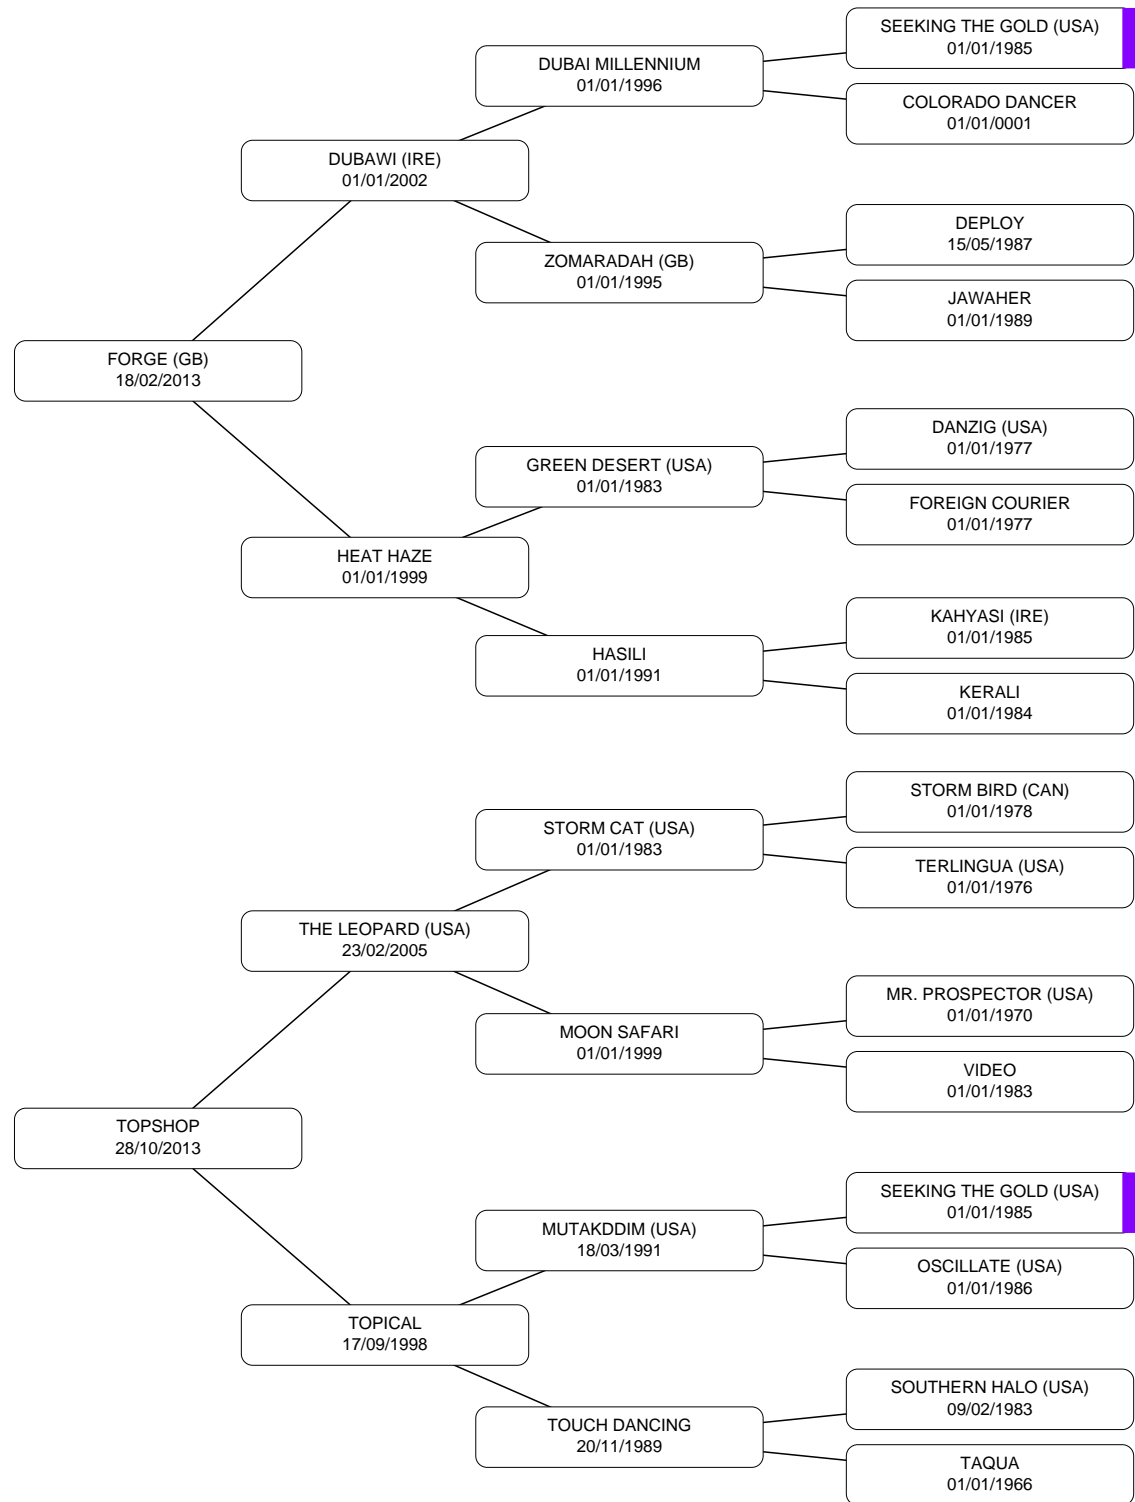 SEEKING THE GOLD (USA)
01/01/1985
DUBAI MILLENNIUM
01/01/1996
COLORADO DANCER
01/01/0001
DUBAWI (IRE)
01/01/2002
DEPLOY
15/05/1987
ZOMARADAH (GB)
01/01/1995
JAWAHER
01/01/1989
FORGE (GB)
18/02/2013
DANZIG (USA)
01/01/1977
GREEN DESERT (USA)
01/01/1983
FOREIGN COURIER
01/01/1977
HEAT HAZE
01/01/1999
KAHYASI (IRE)
01/01/1985
HASILI
01/01/1991
KERALI
01/01/1984
STORM BIRD (CAN)
01/01/1978
STORM CAT (USA)
01/01/1983
TERLINGUA (USA)
01/01/1976
THE LEOPARD (USA)
23/02/2005
MR. PROSPECTOR (USA)
01/01/1970
MOON SAFARI
01/01/1999
VIDEO
01/01/1983
TOPSHOP
28/10/2013
SEEKING THE GOLD (USA)
01/01/1985
MUTAKDDIM (USA)
18/03/1991
OSCILLATE (USA)
01/01/1986
TOPICAL
17/09/1998
SOUTHERN HALO (USA)
09/02/1983
TOUCH DANCING
20/11/1989
TAQUA
01/01/1966